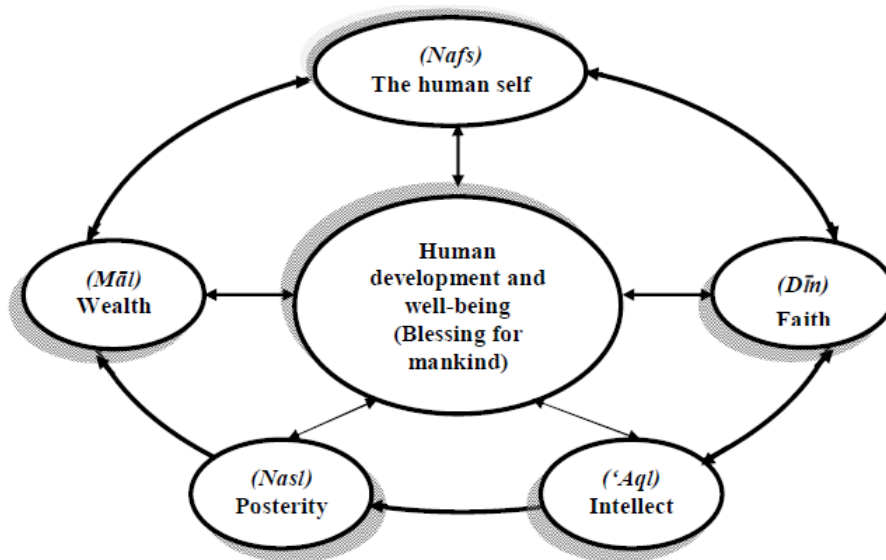 (Nafs)
The human self
Human
development and
well-being
(Blessing for
mankind)
(Māl)
Wealth
(Dīn)
Faith
(Nasl)
Posterity
(‘Aql)
Intellect